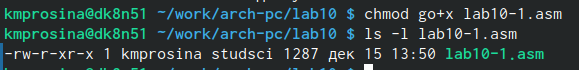 kmprosina@dk8n51 ~/work/arch-pc/lab10 $ chmod go+x lab10-1.asm
kmprosina@dk8n51 ~/work/arch-pc/lab10 $ ls -l lab10-1.asm
-rw-r-xr-x 1 kmprosina studsci 1287 дек 15 13:50 lab10-1.asm